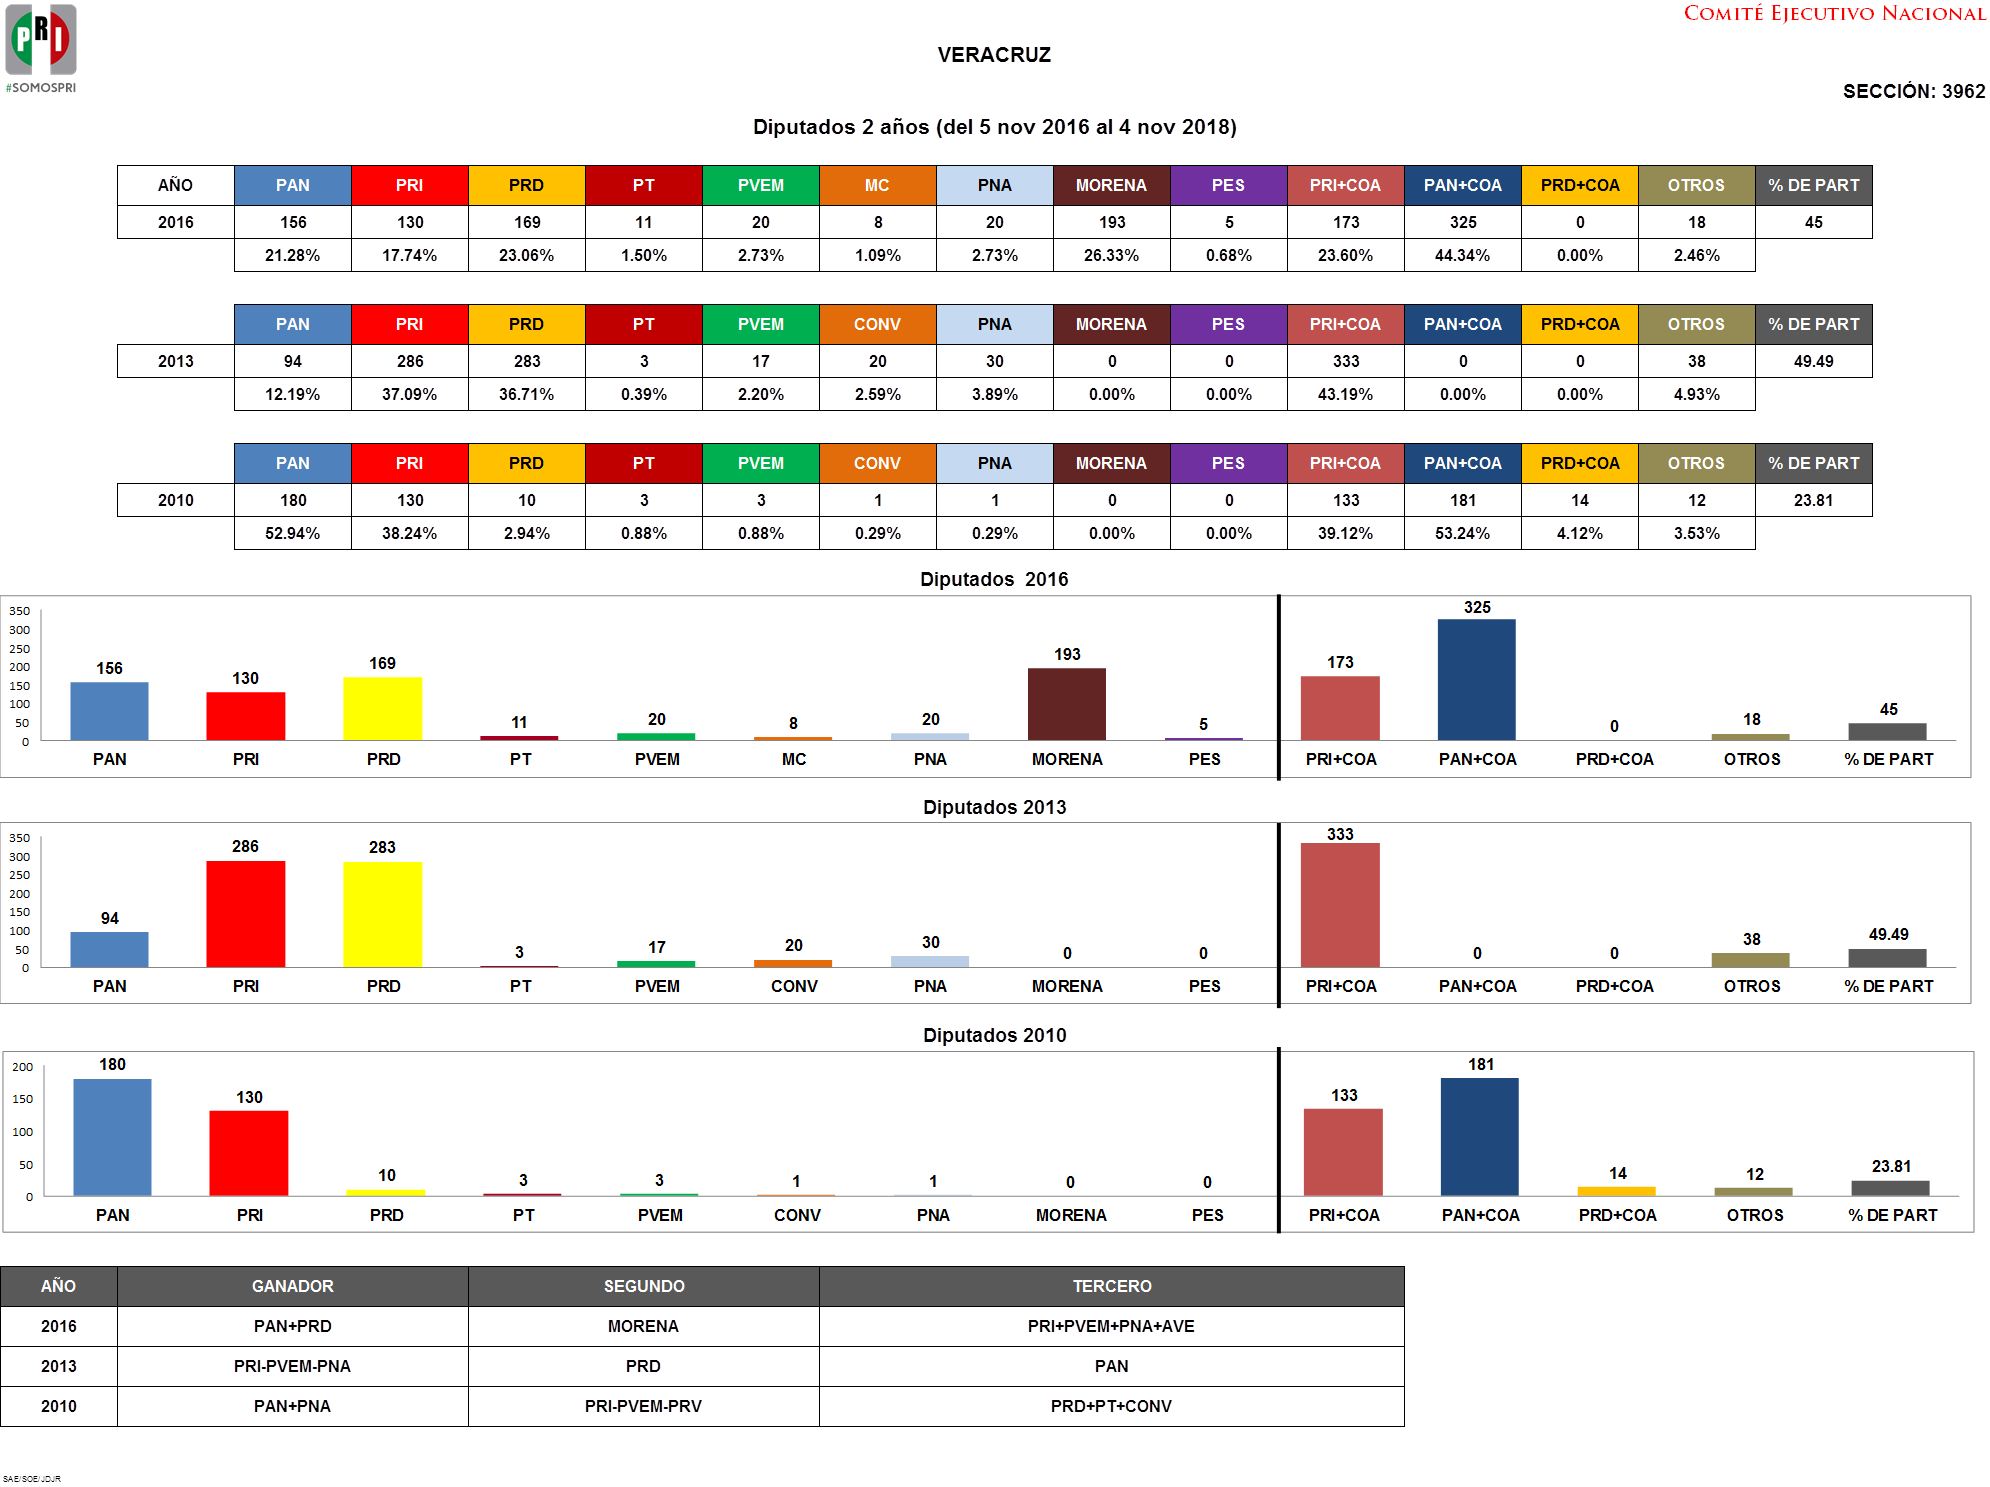 COMITÉ EJECUTIVO NACIONAL
PRI
#SOMOSPRI
VERACRUZ
SECCIÓN: 3962
Diputados 2 años (del 5 nov 2016 al 4 nov 2018)
AÑO PAN PRI PRD PT PVEM MC PNA MORENA PES PRI+COA PAN+COA PRD+COA OTROS % DE PART
2016 156 130 169 11 20 8 20 193 5 173 325 0 18 45
21.28% 17.74% 23.06% 1.50% 2.73% 1.09% 2.73% 26.33% 0.68% 23.60% 44.34% 0.00% 2.46%
PAN PRI PRD PT PVEM CONV PNA MORENA PES PRI+COA PAN+COA PRD+COA OTROS % DE PART
2013 94 286 283 3 17 20 30 0 0 333 0 0 38 49.49
12.19% 37.09% 36.71% 0.39% 2.20% 2.59% 3.89% 0.00% 0.00% 43.19% 0.00% 0.00% 4.93%
PAN PRI PRD PT PVEM CONV PNA MORENA PES PRI+COA PAN+COA PRD+COA OTROS % DE PART
2010 180 130 10 3 3 1 1 0 0 133 181 14 12 23.81
52.94% 38.24% 2.94% 0.88% 0.88% 0.29% 0.29% 0.00% 0.00% 39.12% 53.24% 4.12% 3.53%
Diputados 2016
350
300
250
200
150
100
50
0
156 130 169 11 20 8 20 193 5 173 325 0 18 45
PAN PRI PRD PT PVEM MC PNA MORENA PES PRI+COA PAN+COA PRD+COA OTROS % DE PART
Diputados 2013
350
300
250
200
150
100
50
0
94 286 283 3 17 20 30 0 0 333 0 0 38 49.49
PAN PRI PRD PT PVEM CONV PNA MORENA PES PRI+COA PAN+COA PRD+COA OTROS % DE PART
Diputados 2010
200
150
100
50
0
180 130 10 3 3 1 1 0 0 133 181 14 12 23.81
PAN PRI PRD PT PVEM CONV PNA MORENA PES PRI+COA PAN+COA PRD+COA OTROS % DE PART
AÑO GANADOR SEGUNDO TERCERO
2016 PAN+PRD MORENA PRI+PVEM+PNA+AVE
2013 PRI-PVEM-PNA PRD PAN
2010 PAN+PNA PRI-PVEM-PRV PRD+PT+CONV
SAE/SOE/JDJR